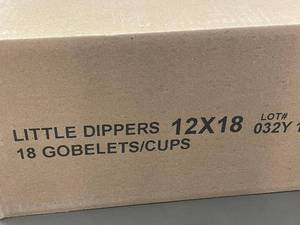 LITTLE DIPPERS 12X18 LOT# 032Y
18 GOBELETS/CUPS